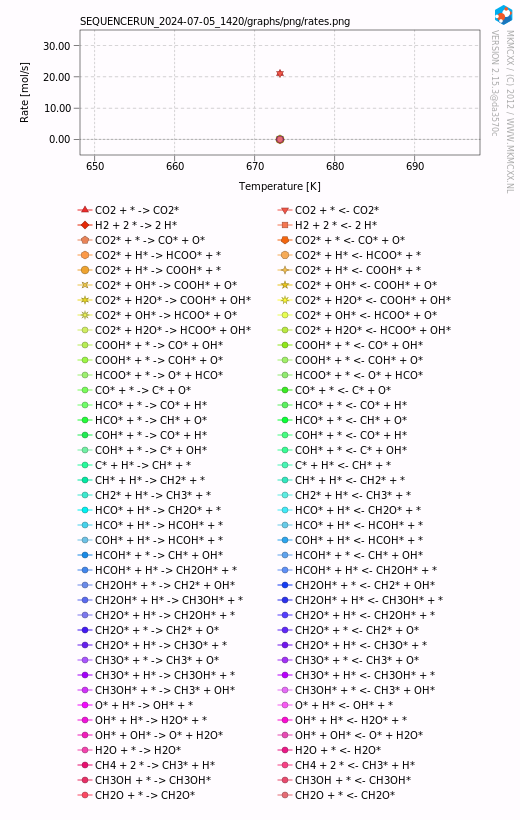 SEQUENCERUN_2024-07-05_1420/graphs/png/rates.png
30.00
20.00
10.00
0.00
Rate [mol/s]
650
660
670
680
690
Temperature [K]
MKMCXX / (C) 2012 / WWW.MKMCXX.NL
VERSION 2.15.3@da3570c
CO2 + * -> CO2* CO2 + * <- CO2*
H2 + 2 * -> 2 H* H2 + 2 * <- 2 H*
CO2* + * -> CO* + O* CO2* + * <- CO* + O*
CO2* + H* -> HCOO* + * CO2* + H* <- HCOO* + *
CO2* + H* -> COOH* + * CO2* + H* <- COOH* + *
CO2* + OH* -> COOH* + O* CO2* + OH* <- COOH* + O*
CO2* + H2O* -> COOH* + OH* CO2* + H2O* <- COOH* + OH*
CO2* + OH* -> HCOO* + O* CO2* + OH* <- HCOO* + O*
CO2* + H2O* -> HCOO* + OH* CO2* + H2O* <- HCOO* + OH*
COOH* + * -> CO* + OH* COOH* + * <- CO* + OH*
COOH* + * -> COH* + O* COOH* + * <- COH* + O*
HCOO* + * -> O* + HCO* HCOO* + * <- O* + HCO*
CO* + * -> C* + O* CO* + * <- C* + O*
HCO* + * -> CO* + H* HCO* + * <- CO* + H*
HCO* + * -> CH* + O* HCO* + * <- CH* + O*
COH* + * -> CO* + H* COH* + * <- CO* + H*
COH* + * -> C* + OH* COH* + * <- C* + OH*
C* + H* -> CH* + * C* + H* <- CH* + *
CH* + H* -> CH2* + * CH* + H* <- CH2* + *
CH2* + H* -> CH3* + * CH2* + H* <- CH3* + *
HCO* + H* -> CH2O* + * HCO* + H* <- CH2O* + *
HCO* + H* -> HCOH* + * HCO* + H* <- HCOH* + *
COH* + H* -> HCOH* + * COH* + H* <- HCOH* + *
HCOH* + * -> CH* + OH* HCOH* + * <- CH* + OH*
HCOH* + H* -> CH2OH* + * HCOH* + H* <- CH2OH* + *
CH2OH* + * -> CH2* + OH* CH2OH* + * <- CH2* + OH*
CH2OH* + H* -> CH3OH* + * CH2OH* + H* <- CH3OH* + *
CH2O* + H* -> CH2OH* + * CH2O* + H* <- CH2OH* + *
CH2O* + * -> CH2* + O* CH2O* + * <- CH2* + O*
CH2O* + H* -> CH3O* + * CH2O* + H* <- CH3O* + *
CH3O* + * -> CH3* + O* CH3O* + * <- CH3* + O*
CH3O* + H* -> CH3OH* + * CH3O* + H* <- CH3OH* + *
CH3OH* + * -> CH3* + OH* CH3OH* + * <- CH3* + OH*
O* + H* -> OH* + * O* + H* <- OH* + *
OH* + H* -> H2O* + * OH* + H* <- H2O* + *
OH* + OH* -> O* + H2O* OH* + OH* <- O* + H2O*
H2O + * -> H2O* H2O + * <- H2O*
CH4 + 2 * -> CH3* + H* CH4 + 2 * <- CH3* + H*
CH3OH + * -> CH3OH* CH3OH + * <- CH3OH*
CH2O + * -> CH2O* CH2O + * <- CH2O*